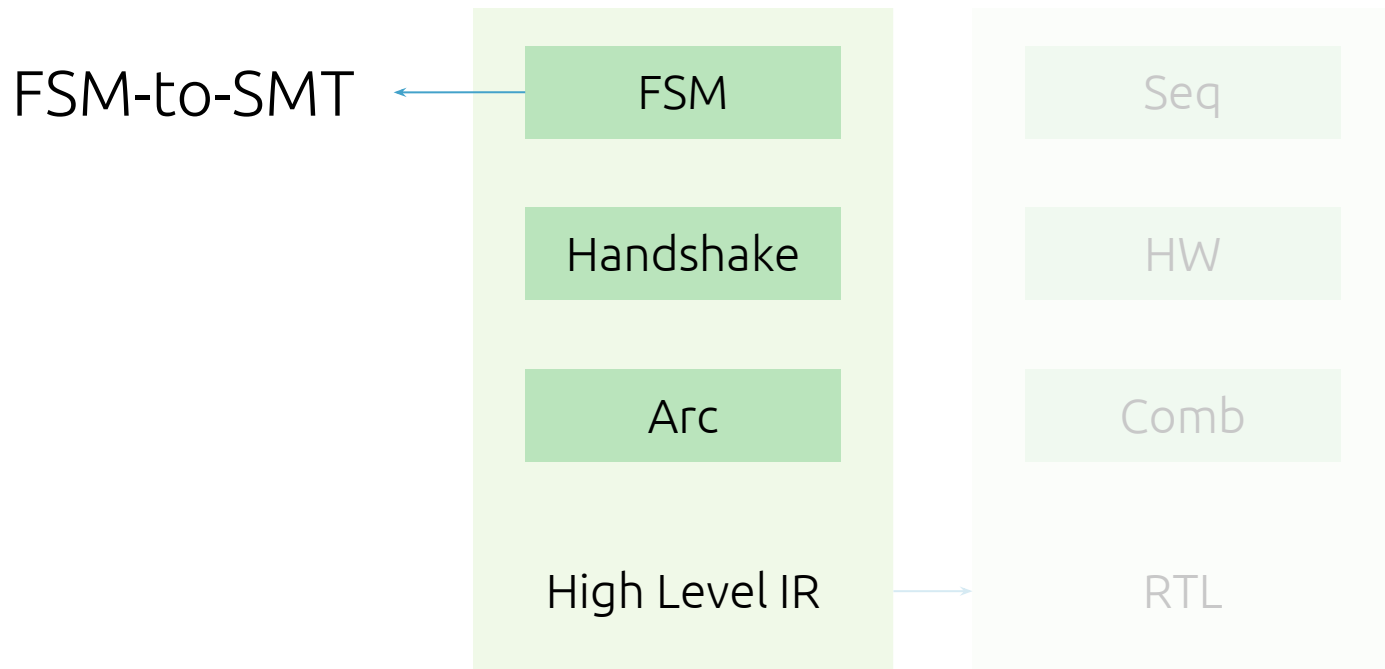 FSM-to-SMT
FSM
Handshake
Arc
High Level IR
Seq
HW
Comb
RTL